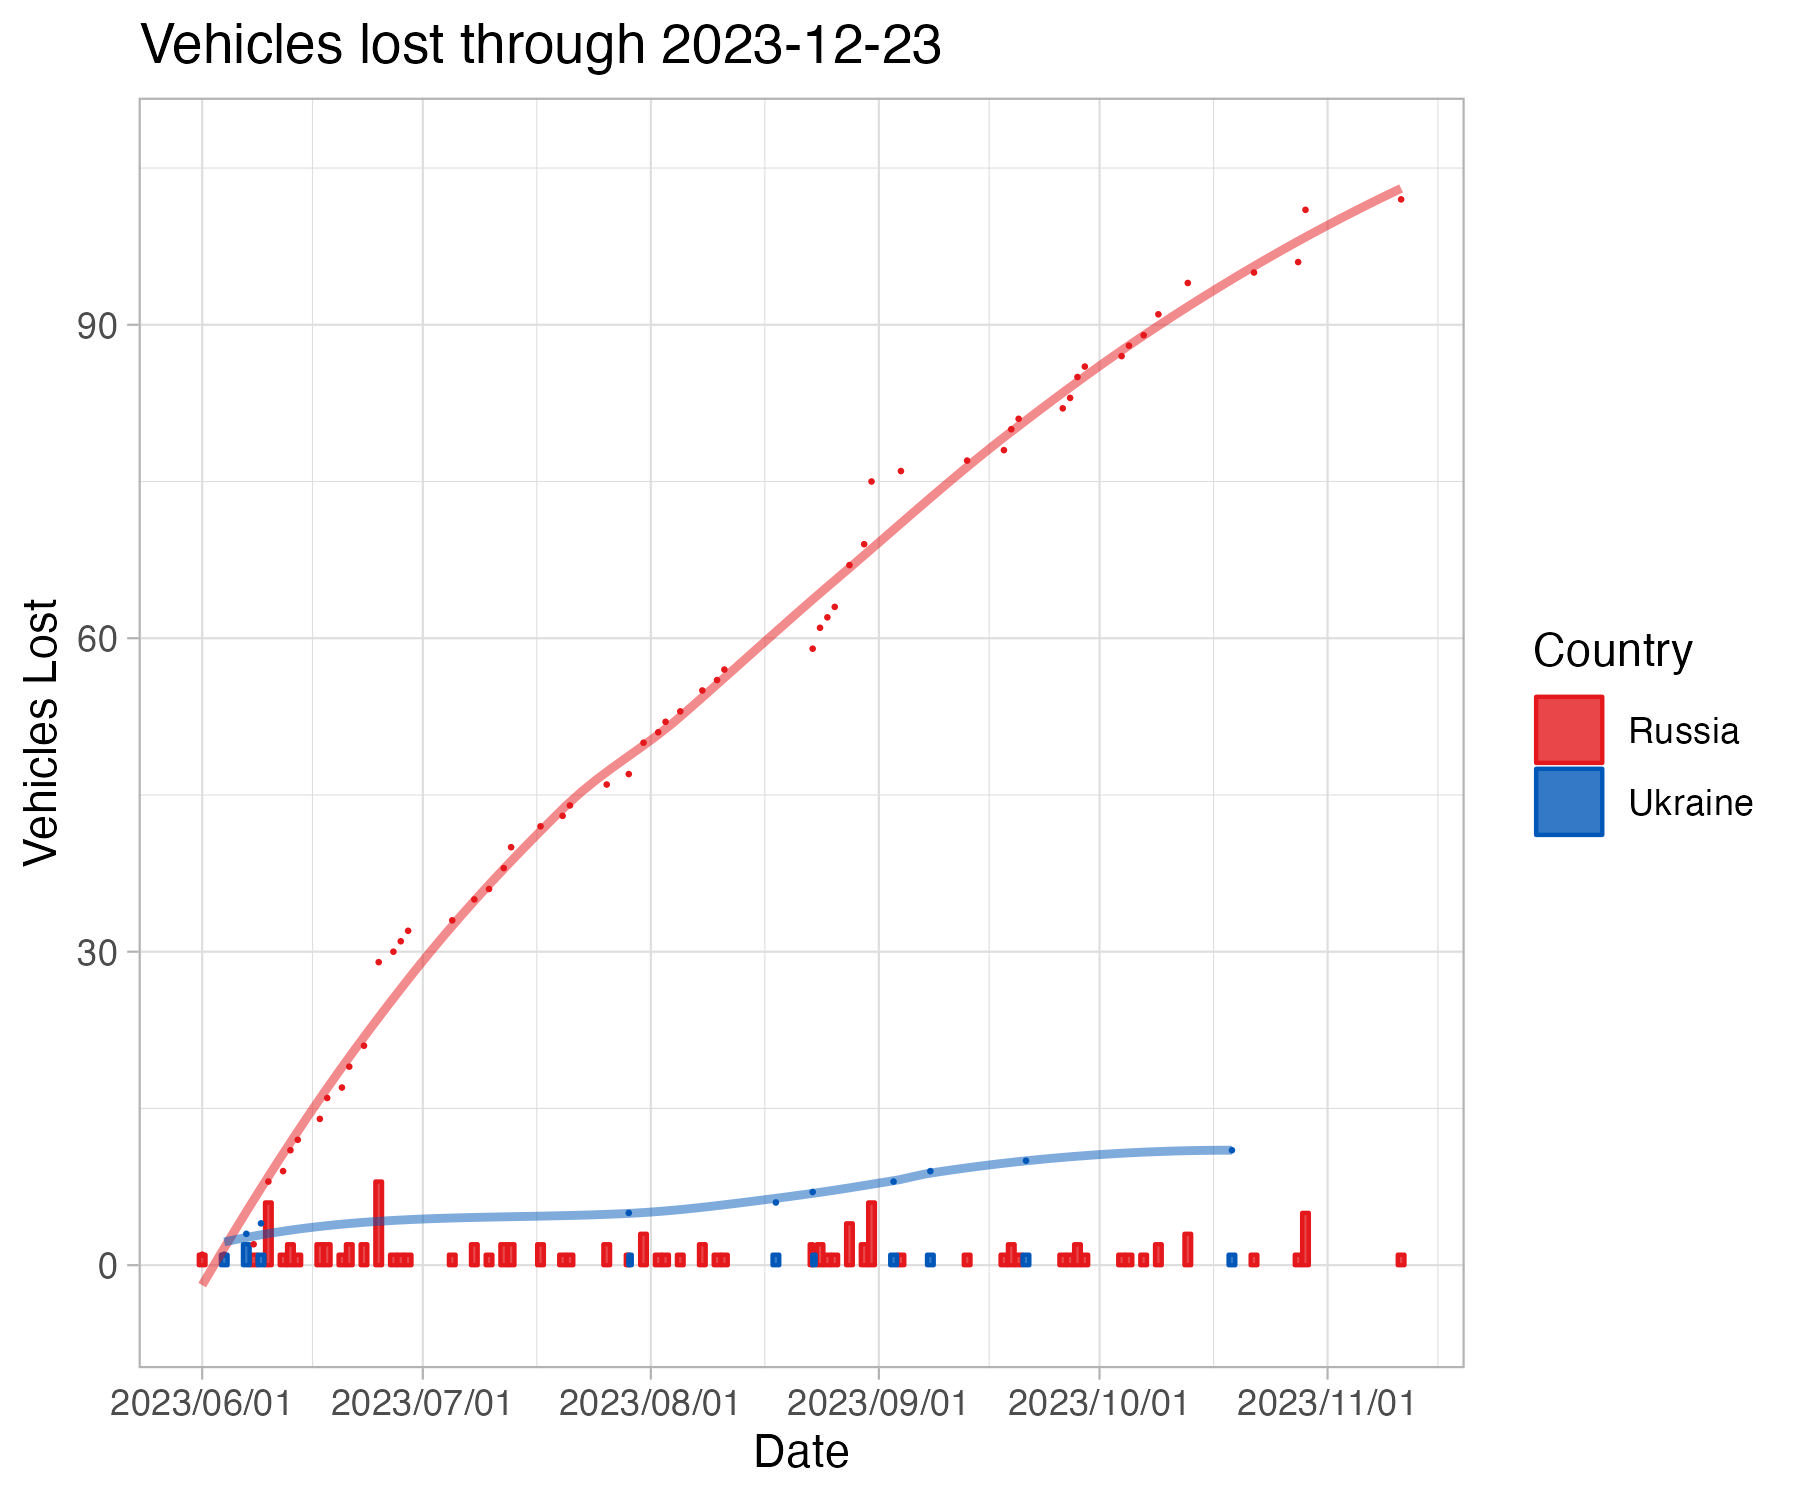 Vehicles lost through 2023-12-23
Vehicles Lost
90
60
30
0
2023/06/01
2023/07/01
2023/08/01
2023/09/01
2023/10/01
2023/11/01
Date
Country
Russia
Ukraine